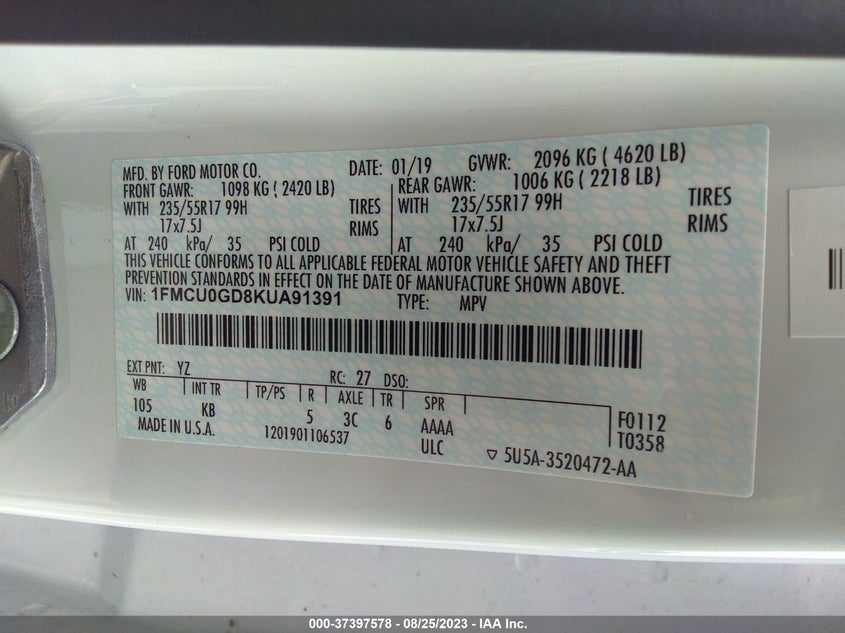 MFD. BY FORD MOTOR CO. DATE: 01/19 GVWR: 2096 KG ( 4620 LB)
FRONT GAWR: 1098 KG ( 2420 LB) REAR GAWR: 1006 KG ( 2218 LB)
WITH 235/55R17 99H TIRES WITH 235/55R17 99H TIRES
17x7.5J RIMS 17x7.5J RIMS
AT 240 kPa/ 35 PSI COLD AT 240 kPa/ 35 PSI COLD
THIS VEHICLE CONFORMS TO ALL APPLICABLE FEDERAL MOTOR VEHICLE SAFETY AND THEFT
PREVENTION STANDARDS IN EFFECT ON THE DATE OF MANUFACTURE SHOWN ABOVE.
VIN: 1FMCU0GD8KUA91391 TYPE: MPV
EXT PNT: YZ RC: 27 DSO:
WB INT TR TP/PS R AXLE TR SPR
105 KB 5 3C 6 AAAA F0112
MADE IN U.S.A. 1201901106537 ULC T0358
▽ 5U5A-3520472-AA
000-37397578 - 08/25/2023 - IAA Inc.